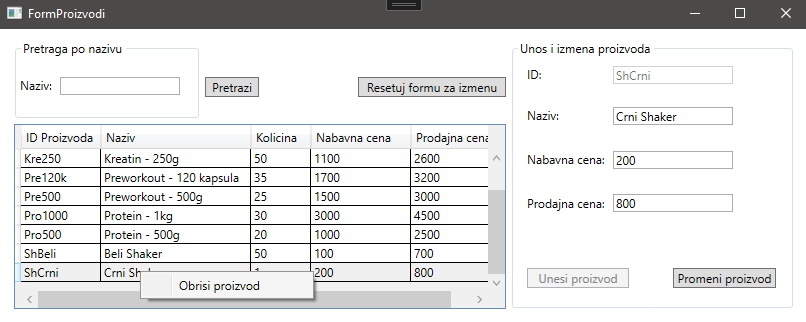 FormProizvodi
Pretraga po nazivu
Naziv:
Pretrazi
Resetuj formu za izmenu
ID Proizvoda Naziv Kolicina Nabavna cena Prodajna cena
Kre250 Kreatin - 250g 50 1100 2600
Pre120k Preworkout - 120 kapsula 35 1700 3200
Pre500 Preworkout - 500g 25 1500 3000
Pro1000 Protein - 1kg 30 3000 4500
Pro500 Protein - 500g 20 1000 2500
ShBeli Beli Shaker 50 100 700
ShCrni Crni 200 800
Obrisi proizvod
Unos i izmena proizvoda
ID: ShCrni
Naziv: Crni Shaker
Nabavna cena: 200
Prodajna cena: 800
Unesi proizvod Promeni proizvod